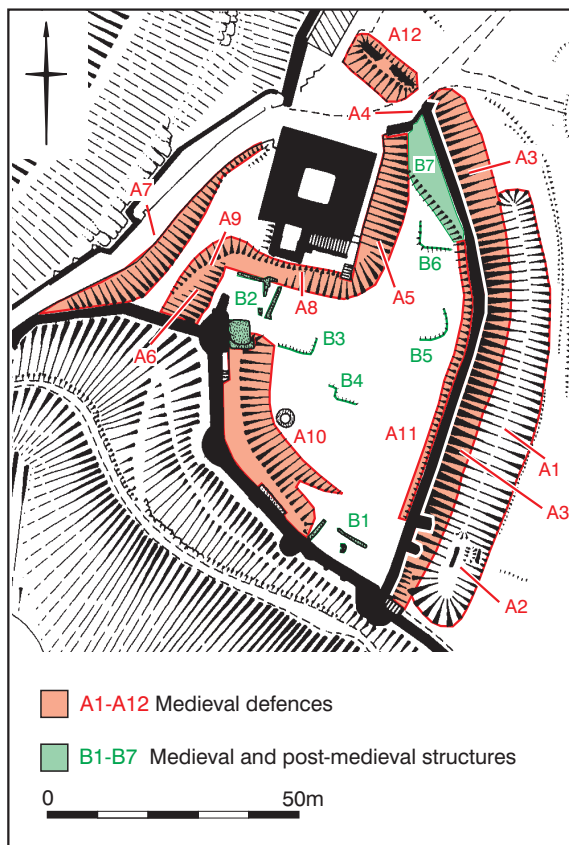 A12
A4
A3
B7
A7
A9
B6
A5
B2
A8
B3
B5
A6
B4
A10
A11
A1
A3
B1
A2
A1-A12 Medieval defences
B1-B7 Medieval and post-medieval structures
0 50m